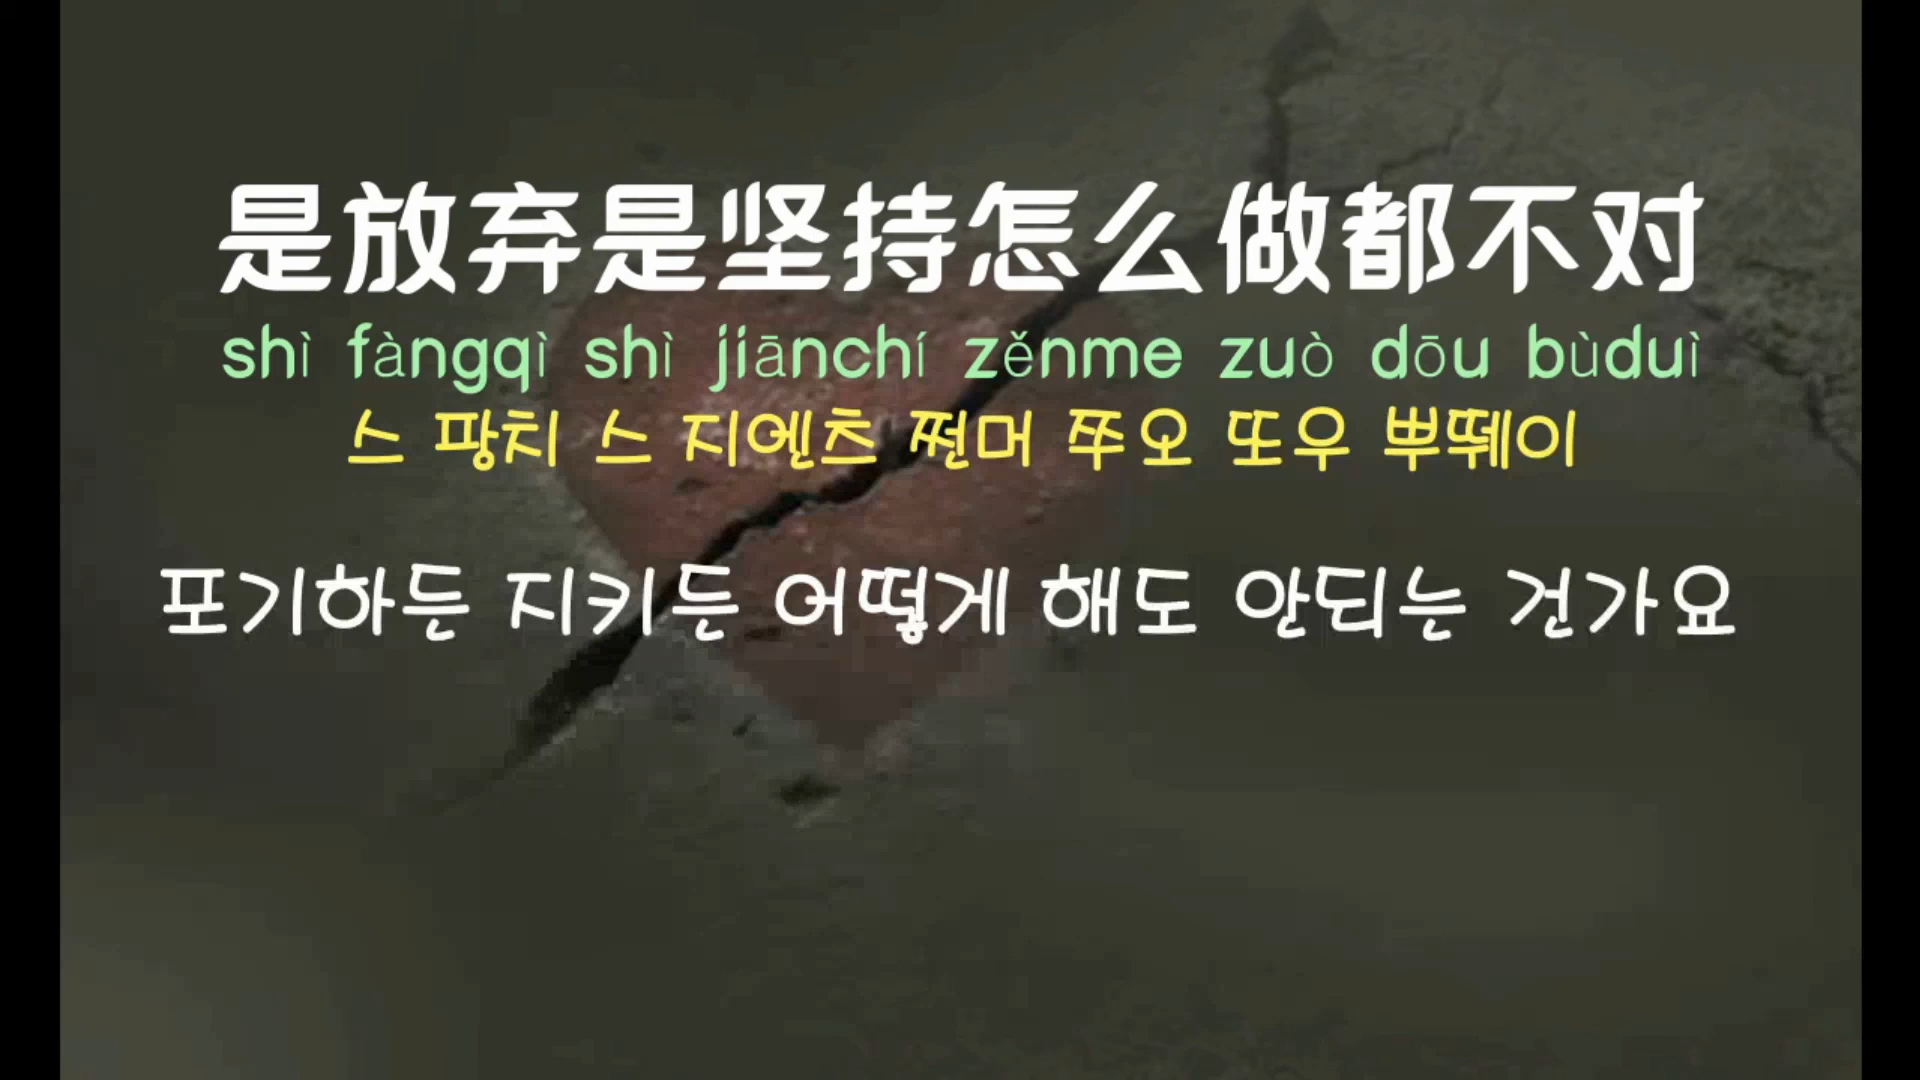 是放弃是坚持怎么做都不对
shì fàngqì shì jiānchí zěnme zuò dōu bùduì
스 팡치 스 지엔츠 쩐머 쭈오 또우 뿌뛔이
포기하든 지키든 어떻게 해도 안되는 건가요